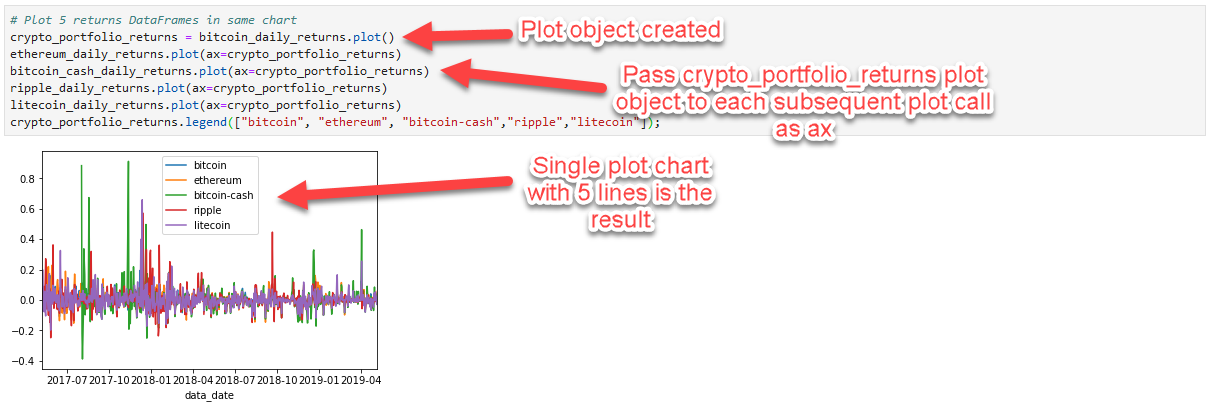 # Plot 5 returns DataFrames in same chart
crypto_portfolio_returns = bitcoin_daily_returns.plot()
ethereum_daily_returns.plot(ax=crypto_portfolio_returns)
bitcoin_cash_daily_returns.plot(ax=crypto_portfolio_returns)
ripple_daily_returns.plot(ax=crypto_portfolio_returns)
litecoin_daily_returns.plot(ax=crypto_portfolio_returns)
crypto_portfolio_returns.legend(["bitcoin", "ethereum", "bitcoin-cash","ripple","litecoin"]);
Plot object created
Pass crypto_portfolio_returns plot
object to each subsequent plot call
as ax
Single plot chart
with 5 lines is the
result
bitcoin
ethereum
bitcoin-cash
ripple
litecoin
0.8
0.6
0.4
0.2
0.0
−0.2
−0.4
2017-07 2017-10 2018-01 2018-04 2018-07 2018-10 2019-01 2019-04
data_date